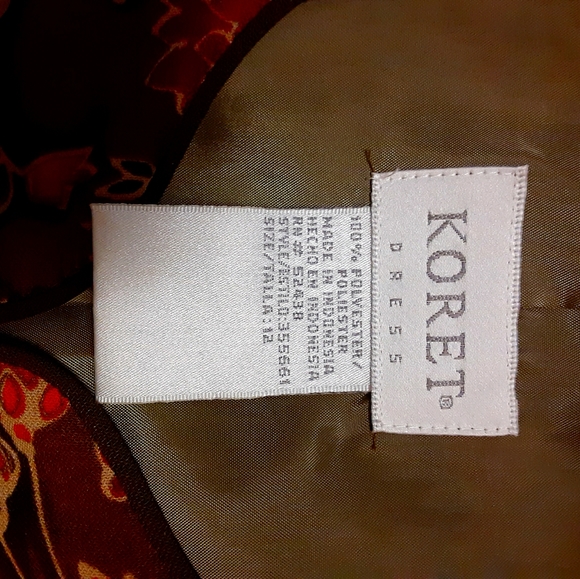 KORET®
DRESS
100% POLYESTER/
POLIESTER
MADE IN INDONESIA
HECHO EN INDONESIA
RN# 52438
STYLE/ESTILO:355661
SIZE/TALLA:12